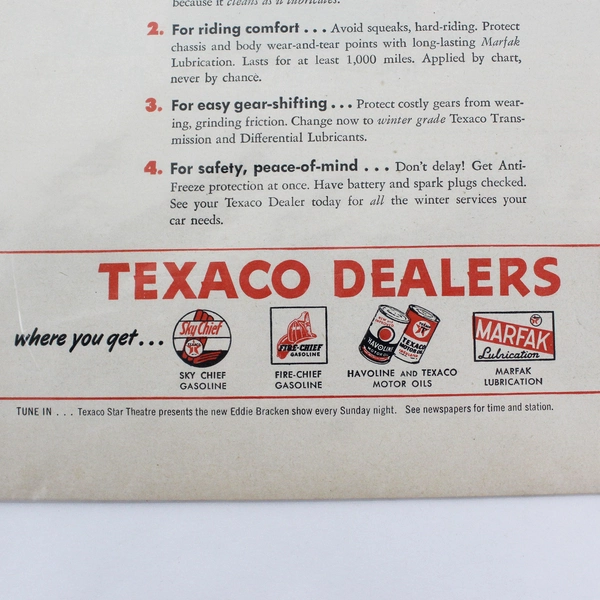 because it cleans as it lubricates.
2. For riding comfort . . . Avoid squeaks, hard-riding. Protect
chassis and body wear-and-tear points with long-lasting Marfak
Lubrication. Lasts for at least 1,000 miles. Applied by chart,
never by chance.
3. For easy gear-shifting . . . Protect costly gears from wear-
ing, grinding friction. Change now to winter grade Texaco Trans-
mission and Differential Lubricants.
4. For safety, peace-of-mind . . . Don't delay! Get Anti-
Freeze protection at once. Have battery and spark plugs checked.
See your Texaco Dealer today for all the winter services your
car needs.
TEXACO DEALERS
where you get...
Sky Chief
FIRE-CHIEF
GASOLINE
HAVOLINE
TEXACO
MOTOR OIL
MARFAK
Lubrication
SKY CHIEF
GASOLINE
FIRE-CHIEF
GASOLINE
HAVOLINE AND TEXACO
MOTOR OILS
MARFAK
LUBRICATION
TUNE IN . . . Texaco Star Theatre presents the new Eddie Bracken show every Sunday night. See newspapers for time and station.